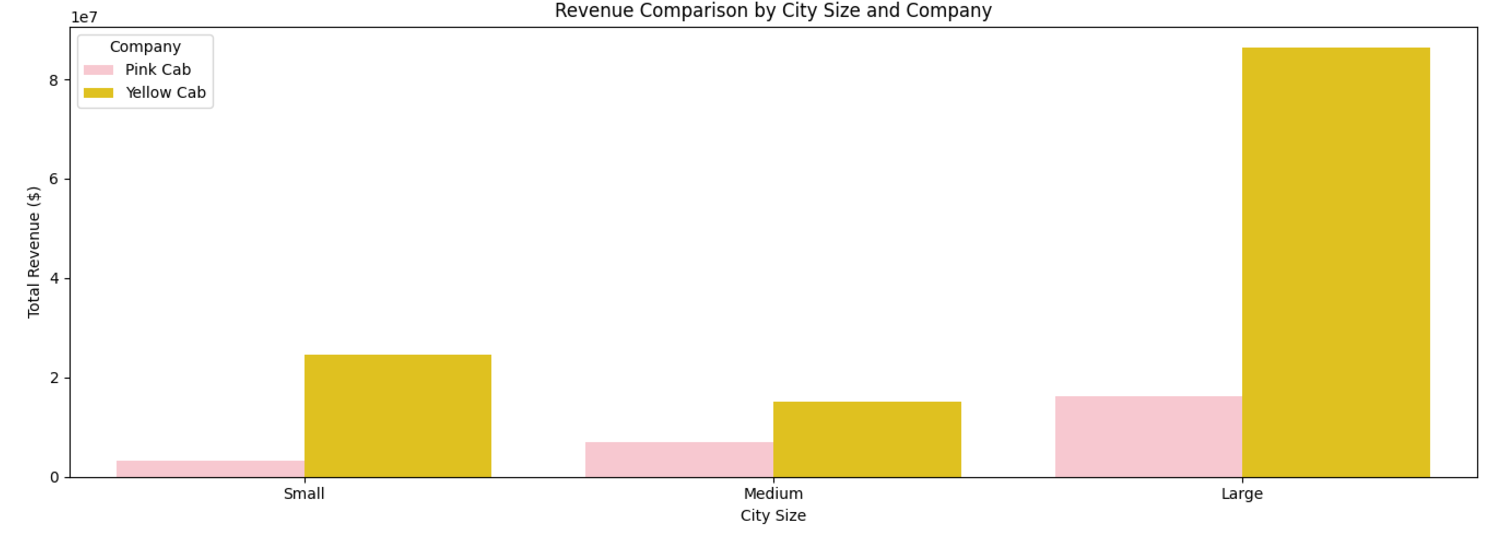 Revenue Comparison by City Size and Company
1e7
Company
Pink Cab
Yellow Cab
8
6
4
2
0
Total Revenue ($)
Small Medium Large
City Size